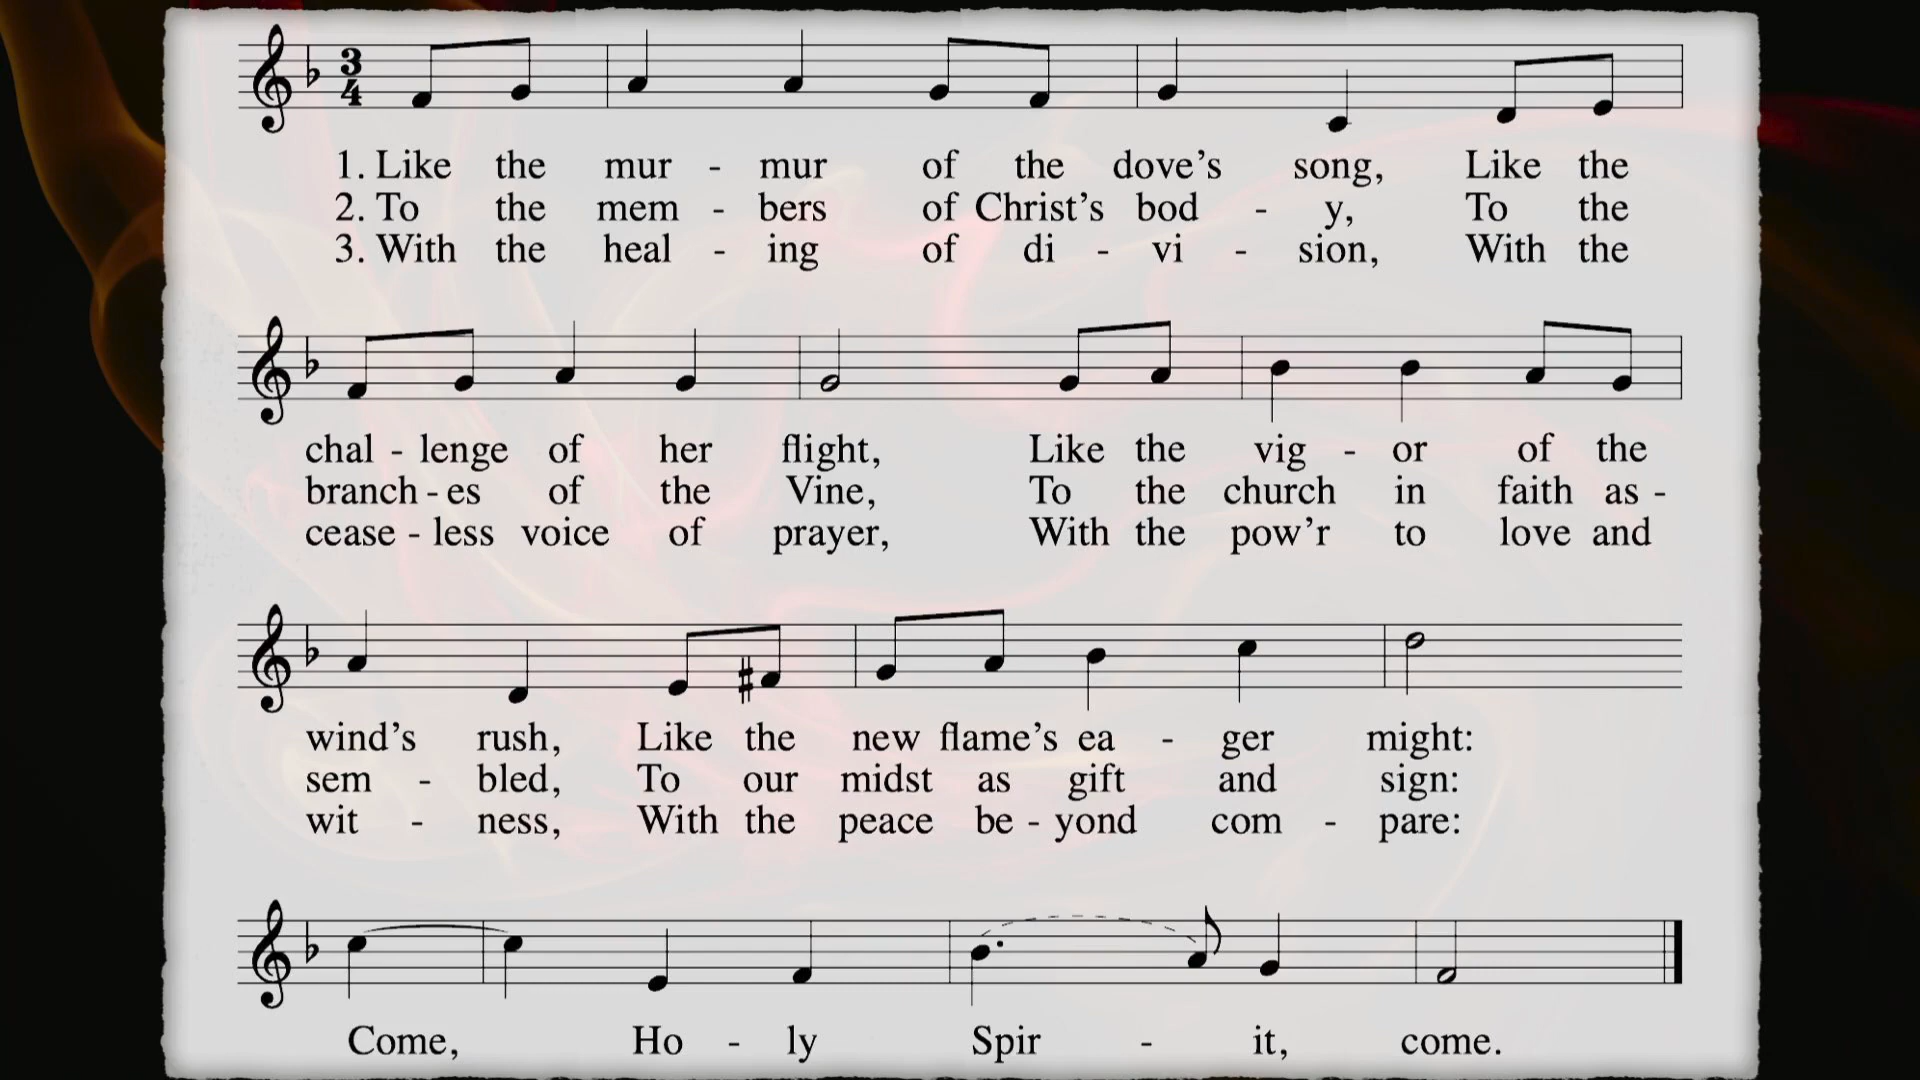 3
4
1. Like the mur - mur of the dove's song, Like the
2. To the mem - bers of Christ's bod - y, To the
3. With the heal - ing of di - vi - sion, With the
chal - lenge of her flight, Like the vig - or of the
branch - es of the Vine, To the church in faith as -
cease - less voice of prayer, With the pow'r to love and
wind's rush, Like the new flame's ea - ger might:
sem - bled, To our midst as gift and sign:
wit - ness, With the peace be - yond com - pare:
Come, Ho - ly Spir - it, come.